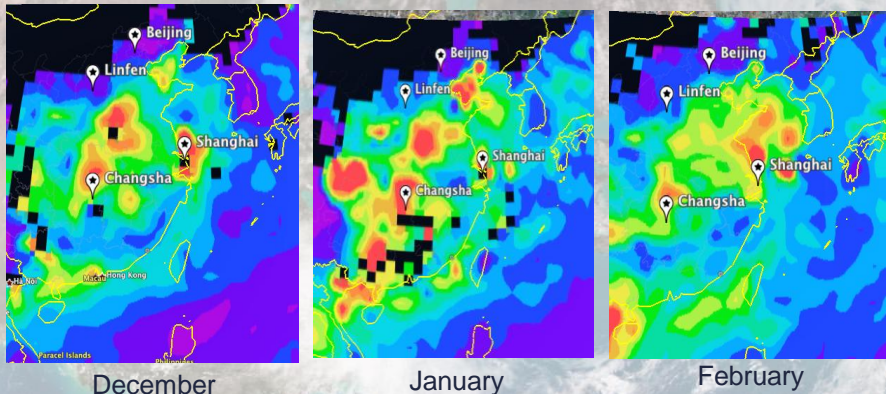 Beijing
Linfen
Shanghai
Changsha
Ha Noi
Macau
Hong Kong
Paracel Islands
Philippines
December
Beijing
Linfen
Shanghai
Changsha
January
Beijing
Linfen
Shanghai
Changsha
February